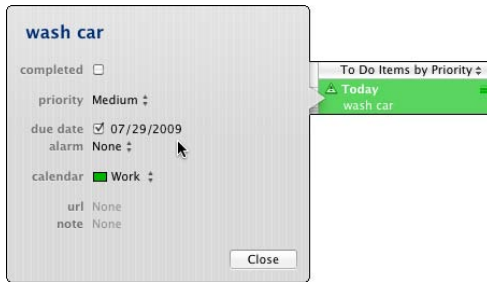 wash car
completed
priority Medium
due date 07/29/2009
alarm None
calendar Work
url None
note None
Close
To Do Items by Priority
Today
wash car